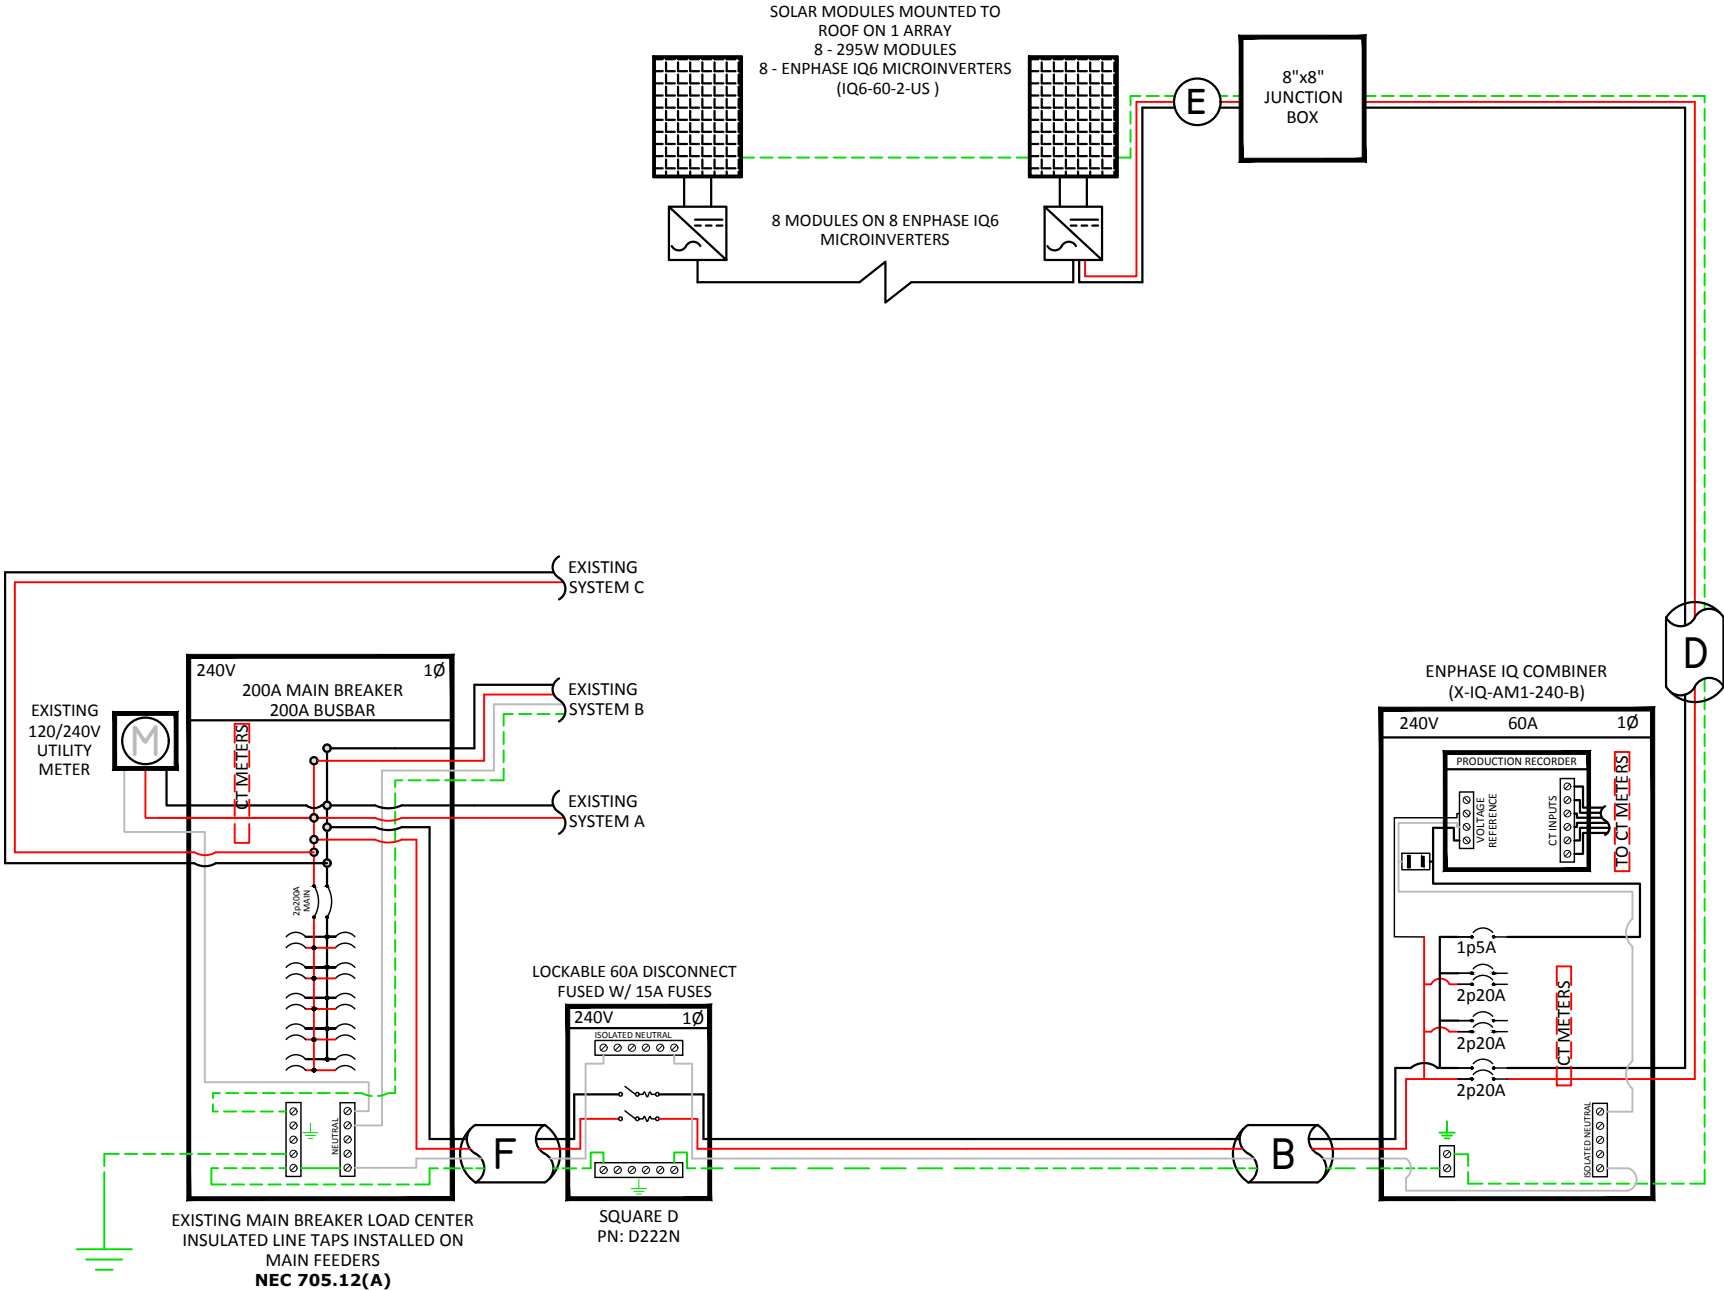 SOLAR MODULES MOUNTED TO
ROOF ON 1 ARRAY
8 - 295W MODULES
8 - ENPHASE IQ6 MICROINVERTERS
(IQ6-60-2-US )
E
8"x8"
JUNCTION
BOX
8 MODULES ON 8 ENPHASE IQ6
MICROINVERTERS
D
EXISTING
SYSTEM C
EXISTING
SYSTEM B
EXISTING
SYSTEM A
EXISTING
120/240V
UTILITY
METER
M
240V 1Ø
200A MAIN BREAKER
200A BUSBAR
CT METERS
2p200A
MAIN
NEUTRAL
EXISTING MAIN BREAKER LOAD CENTER
INSULATED LINE TAPS INSTALLED ON
MAIN FEEDERS
NEC 705.12(A)
F
LOCKABLE 60A DISCONNECT
FUSED W/ 15A FUSES
240V 1Ø
ISOLATED NEUTRAL
SQUARE D
PN: D222N
B
ENPHASE IQ COMBINER
(X-IQ-AM1-240-B)
240V 60A 1Ø
PRODUCTION RECORDER
VOLTAGE
REFERENCE
CT INPUTS
TO CT METERS
1p5A
2p20A
2p20A
2p20A
CT METERS
ISOLATED NEUTRAL